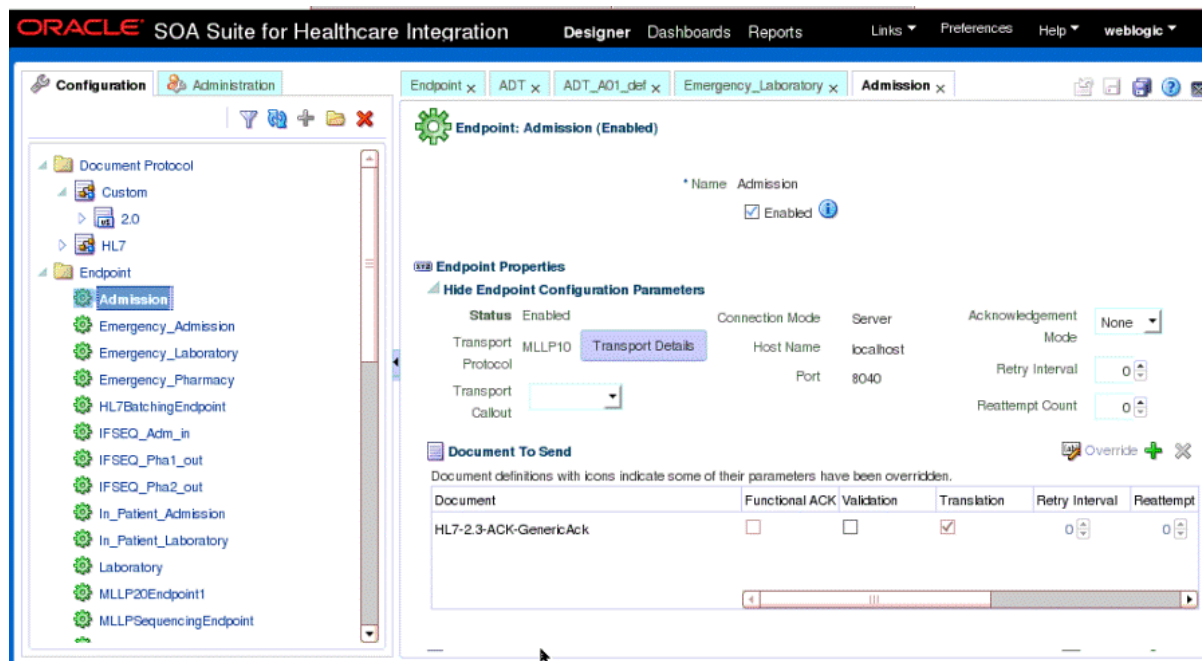 ORACLE SOA Suite for Healthcare Integration Designer Dashboards Reports Links Preferences Help weblogic
Configuration Administration
Document Protocol
Custom
2.0
HL7
Endpoint
Admission
Emergency_Admission
Emergency_Laboratory
Emergency_Pharmacy
HL7BatchingEndpoint
IFSEQ_Adm_in
IFSEQ_Pha1_out
IFSEQ_Pha2_out
In_Patient_Admission
In_Patient_Laboratory
Laboratory
MLLP20Endpoint1
MLLPSequencingEndpoint
Endpoint ADT ADT_A01_def Emergency_Laboratory Admission
Endpoint: Admission (Enabled)
* Name Admission
Enabled
Endpoint Properties
Hide Endpoint Configuration Parameters
Status Enabled
Transport Protocol MLLP10 Transport Details
Transport Callout
Connection Mode Server
Host Name localhost
Port 8040
Acknowledgement Mode None
Retry Interval 0
Reattempt Count 0
Document To Send Override
Document definitions with icons indicate some of their parameters have been overridden.
Document Functional ACK Validation Translation Retry Interval Reattempt
HL7-2.3-ACK-GenericAck 0 0